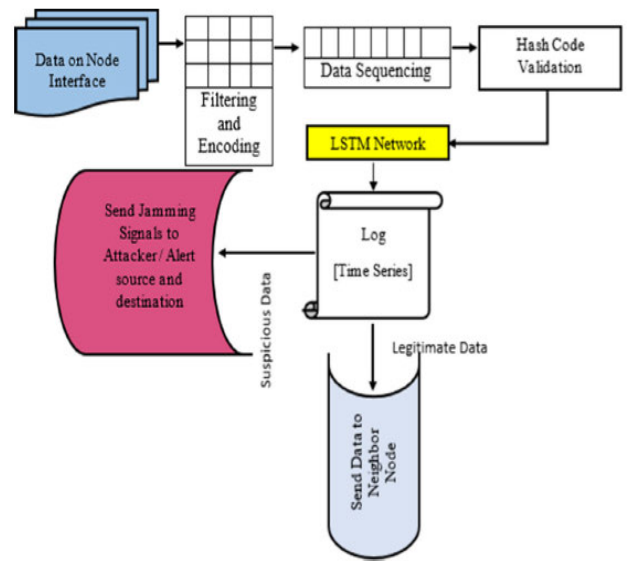 Data on Node
Interface
Filtering
and
Encoding
Data Sequencing
Hash Code
Validation
LSTM Network
Log
[Time Series]
Send Jamming
Signals to
Attacker/ Alert
source and
destination
Suspicious Data
Legitimate Data
Send Data to
Neighbor
Node